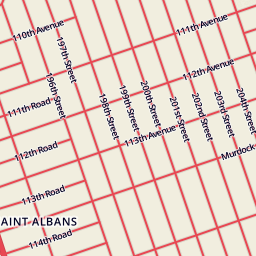 110th Avenue
111th Avenue
197th Street
196th Street
112th Avenue
111th Road
198th Street
199th Street
200th Street
201st Street
202nd Street
203rd Street
204th Street
113th Avenue
112th Road
Murdock
113th Road
AINT ALBANS
114th Road